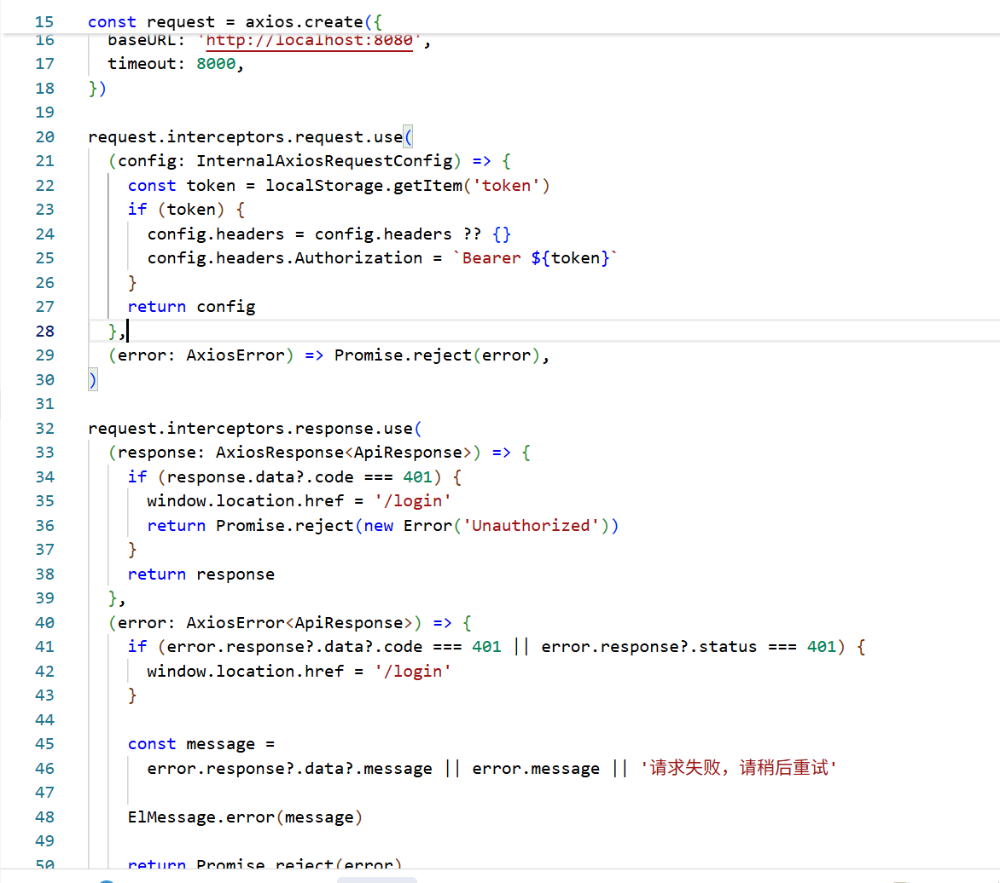 15 const request = axios.create({
16 baseURL: 'http://localhost:8080',
17 timeout: 8000,
18 })
19
20 request.interceptors.request.use(
21 (config: InternalAxiosRequestConfig) => {
22 const token = localStorage.getItem('token')
23 if (token) {
24 config.headers = config.headers ?? {}
25 config.headers.Authorization = `Bearer ${token}`
26 }
27 return config
28 },
29 (error: AxiosError) => Promise.reject(error),
30 )
31
32 request.interceptors.response.use(
33 (response: AxiosResponse<ApiResponse>) => {
34 if (response.data?.code === 401) {
35 window.location.href = '/login'
36 return Promise.reject(new Error('Unauthorized'))
37 }
38 return response
39 },
40 (error: AxiosError<ApiResponse>) => {
41 if (error.response?.data?.code === 401 || error.response?.status === 401) {
42 window.location.href = '/login'
43 }
44
45 const message =
46 error.response?.data?.message || error.message || '请求失败，请稍后重试'
47
48 ElMessage.error(message)
49
50 return Promise.reject(error)